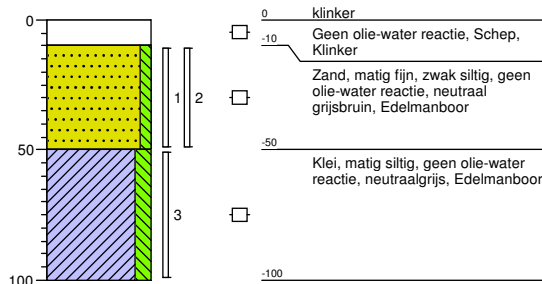 0
50
100
1
2
3
0
klinker
Geen olie-water reactie, Schep,
Klinker
-10
Zand, matig fijn, zwak siltig, geen
olie-water reactie, neutraal
grijsbruin, Edelmanboor
-50
Klei, matig siltig, geen olie-water
reactie, neutraalgrijs, Edelmanboor
-100